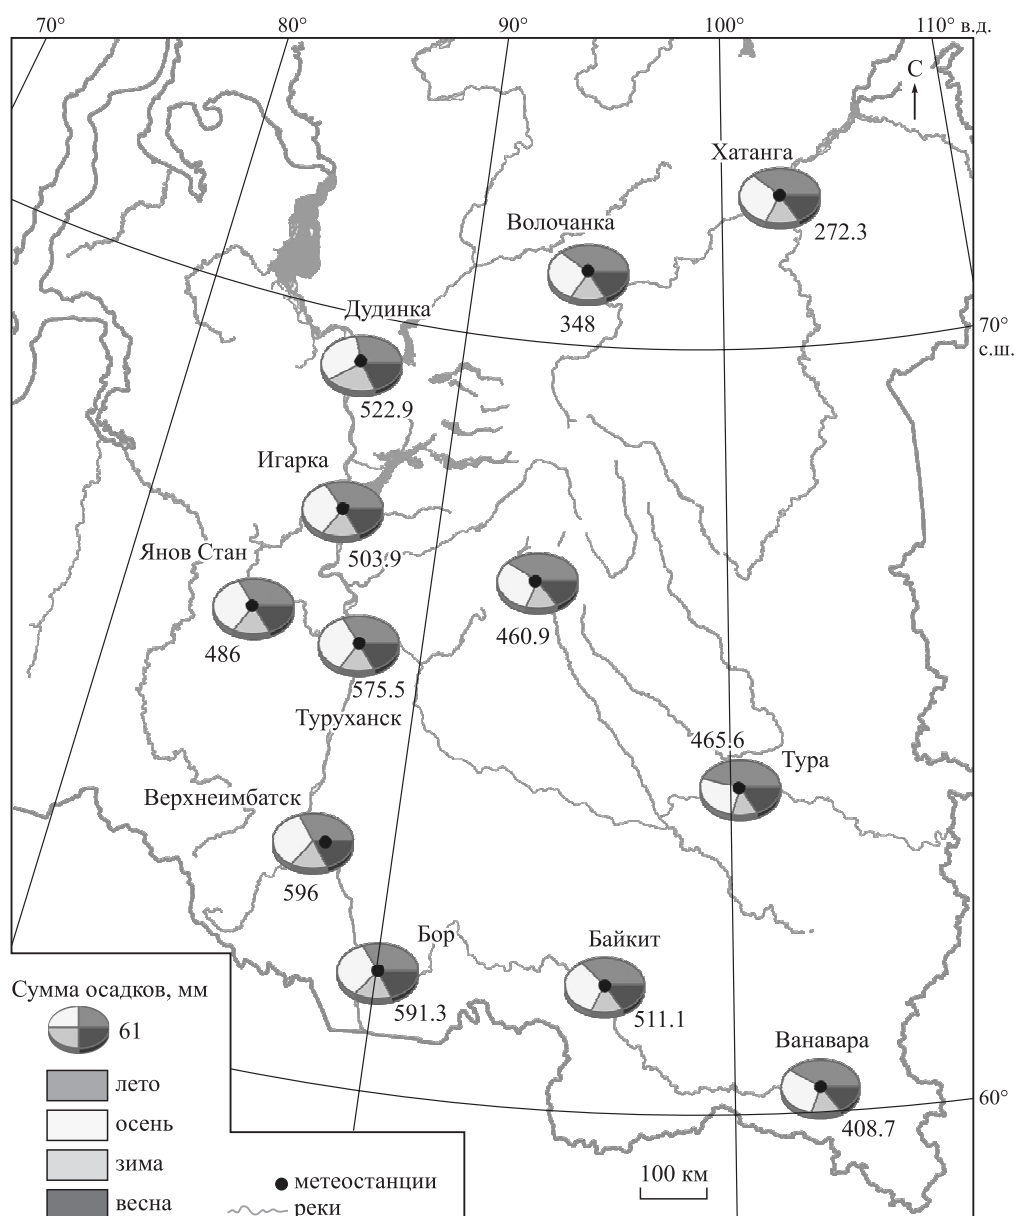 70°
80°
90°
100°
110° в.д.
С
Хатанга
272.3
Волочанка
348
Дудинка
522.9
70°
с.ш.
Игарка
503.9
Янов Стан
486
460.9
575.5
Туруханск
465.6
Тура
Верхнеимбатск
596
Бор
591.3
Байкит
511.1
Ванавара
408.7
60°
Сумма осадков, мм
61
лето
осень
зима
весна
метеостанции
реки
100 км